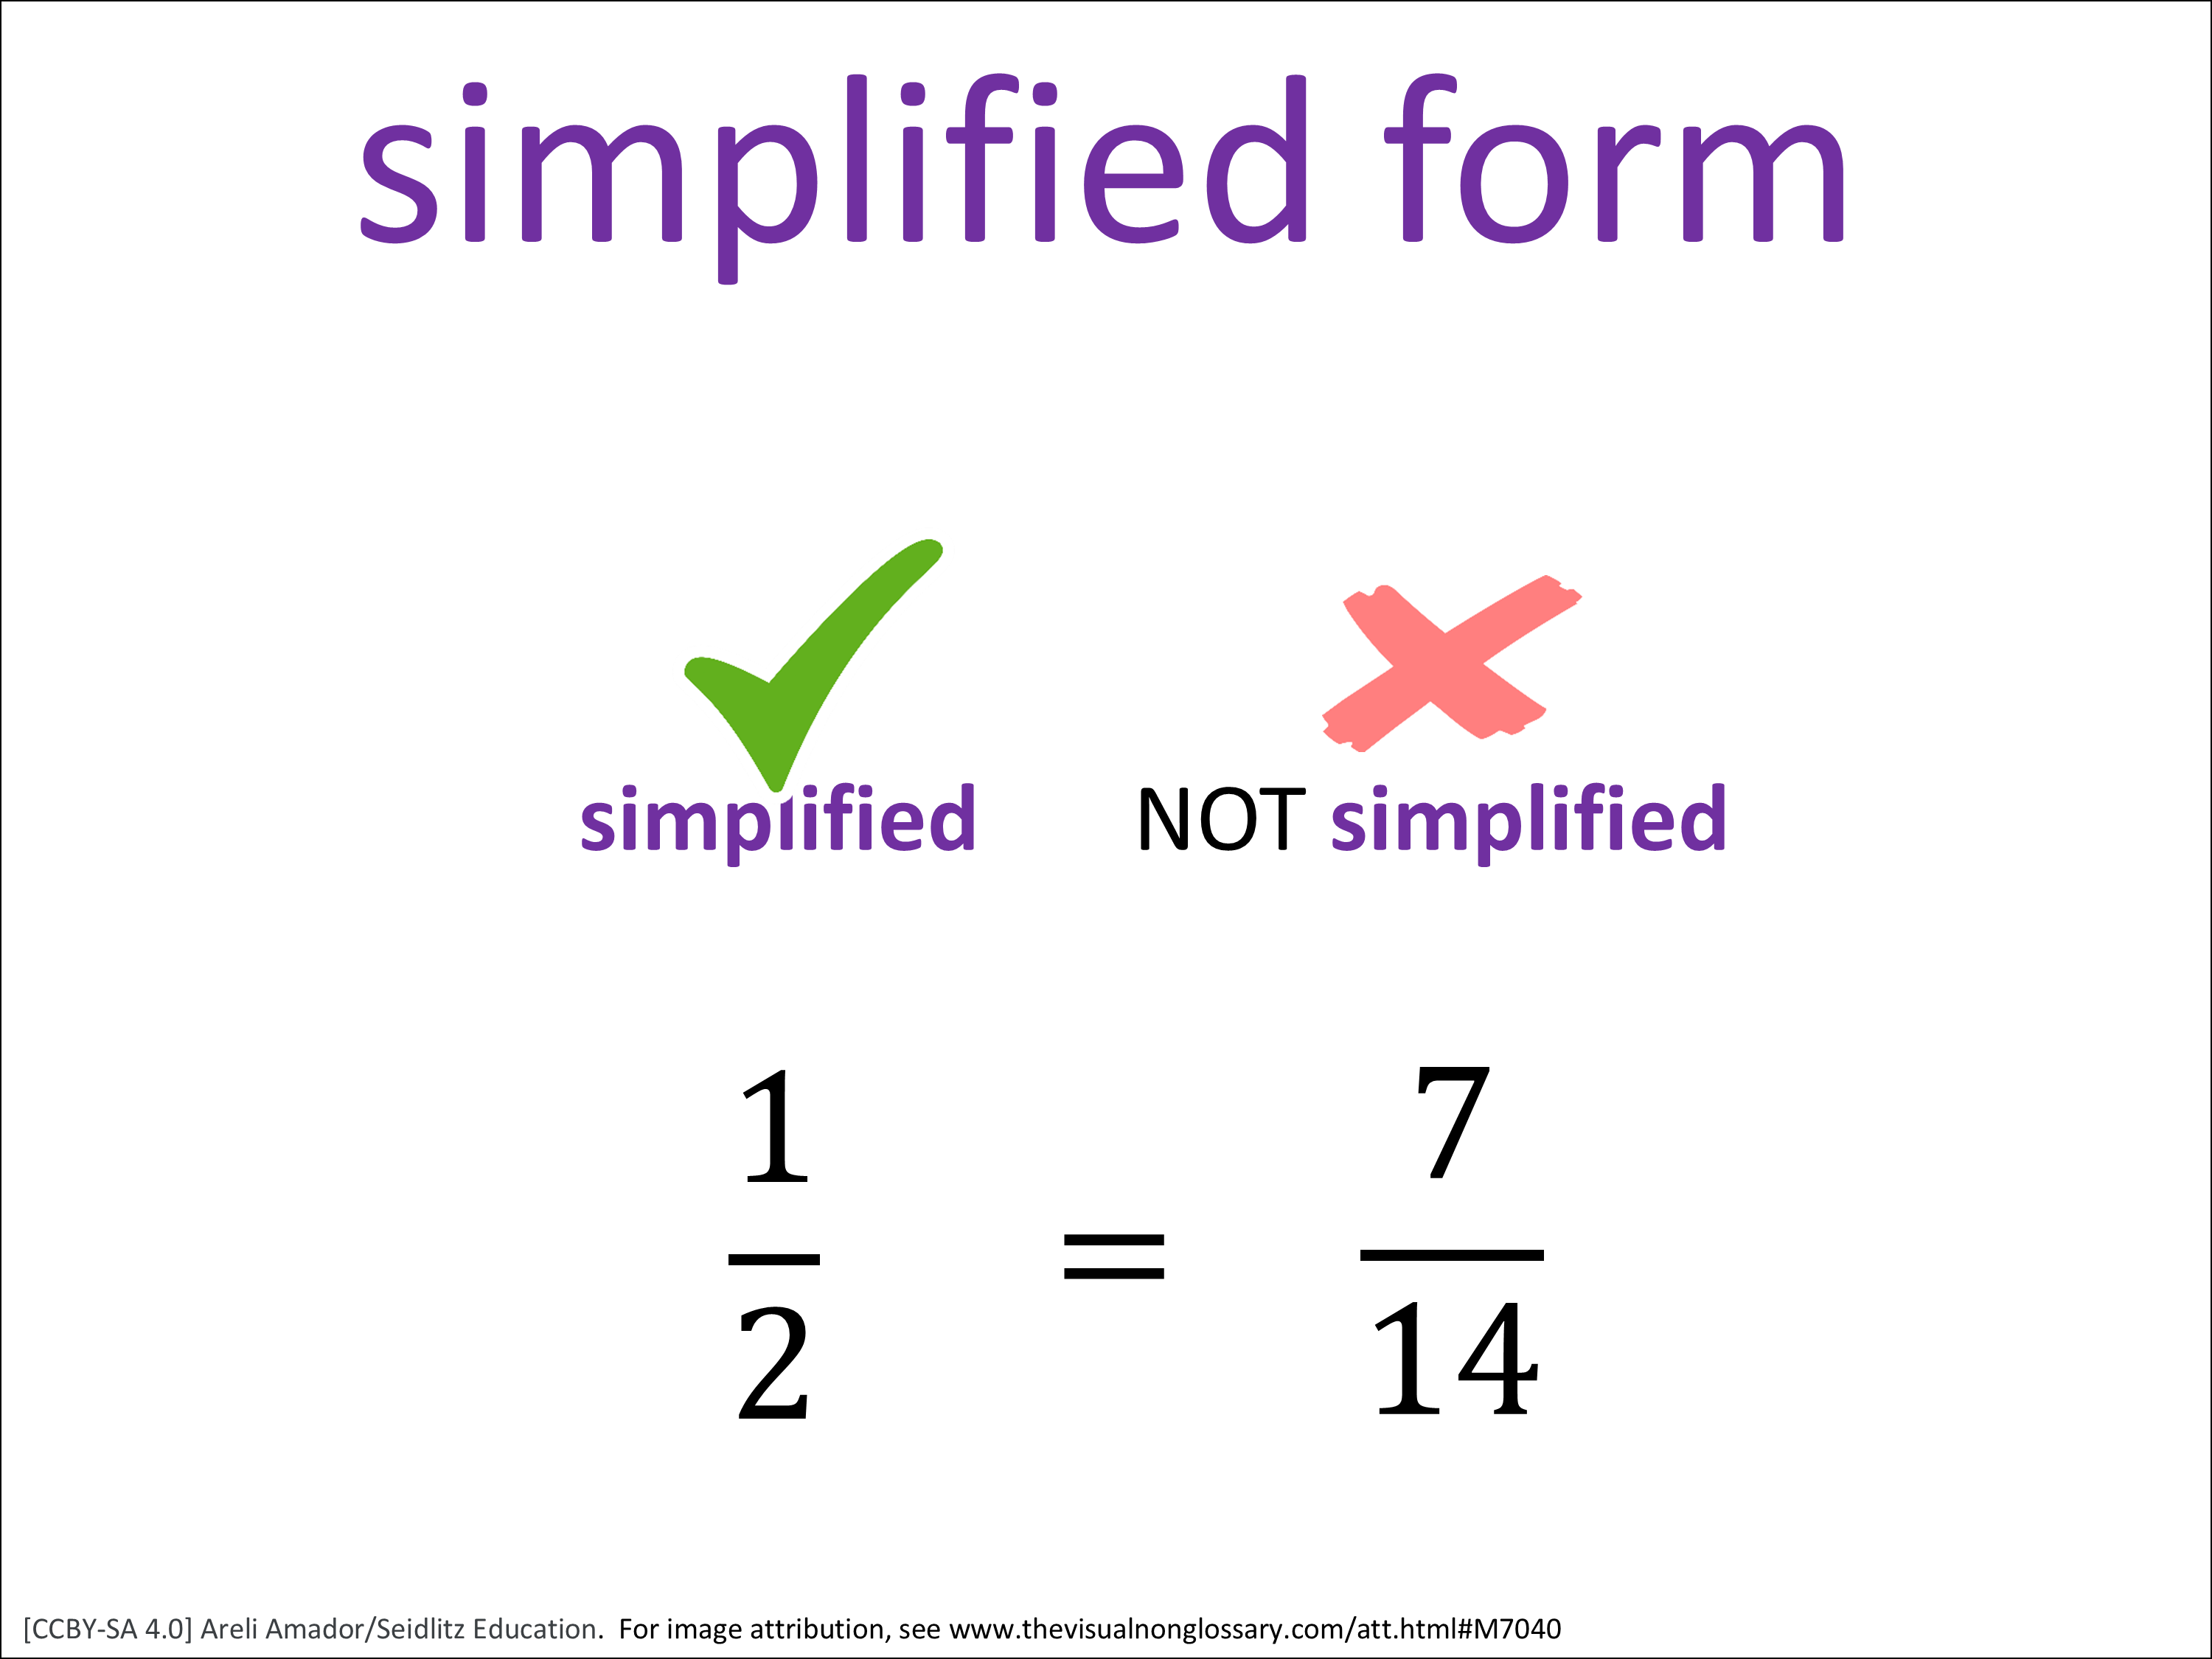 simplified form
simplified NOT simplified
1/2 = 7/14
[CCBY-SA 4.0] Areli Amador/Seidlitz Education. For image attribution, see www.thevisualnonglossary.com/att.html#M7040